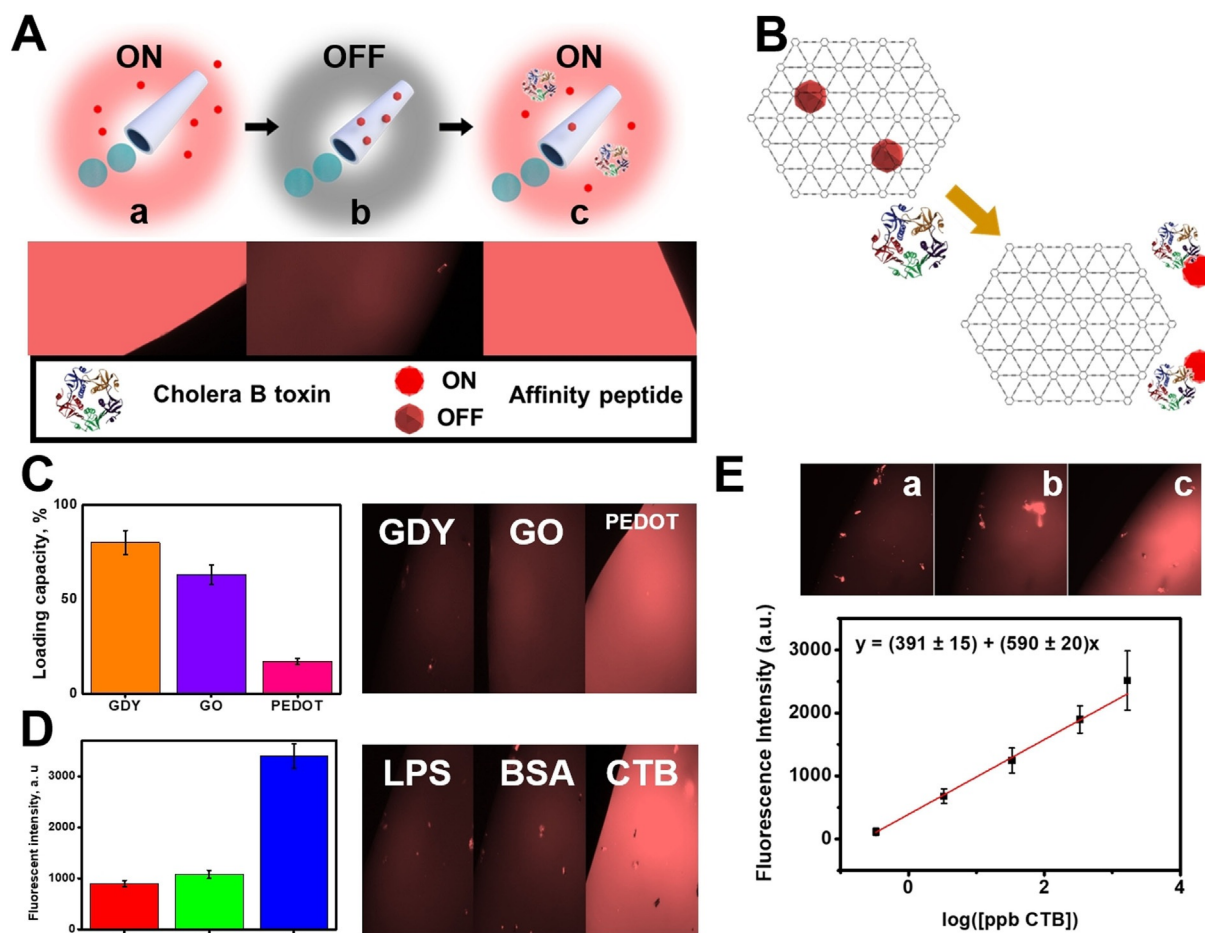 A
ON
OFF
ON
a
b
c
Cholera B toxin
ON
OFF
Affinity peptide
B
C
Loading capacity, %
100
50
0
GDY
GO
PEDOT
GDY
GO
PEDOT
D
Fluorescent intensity, a. u
3000
2000
1000
0
LPS
BSA
CTB
E
a
b
c
y = (391 ± 15) + (590 ± 20)x
Fluorescence Intensity (a.u.)
3000
2000
1000
0
0
2
4
log([ppb CTB])